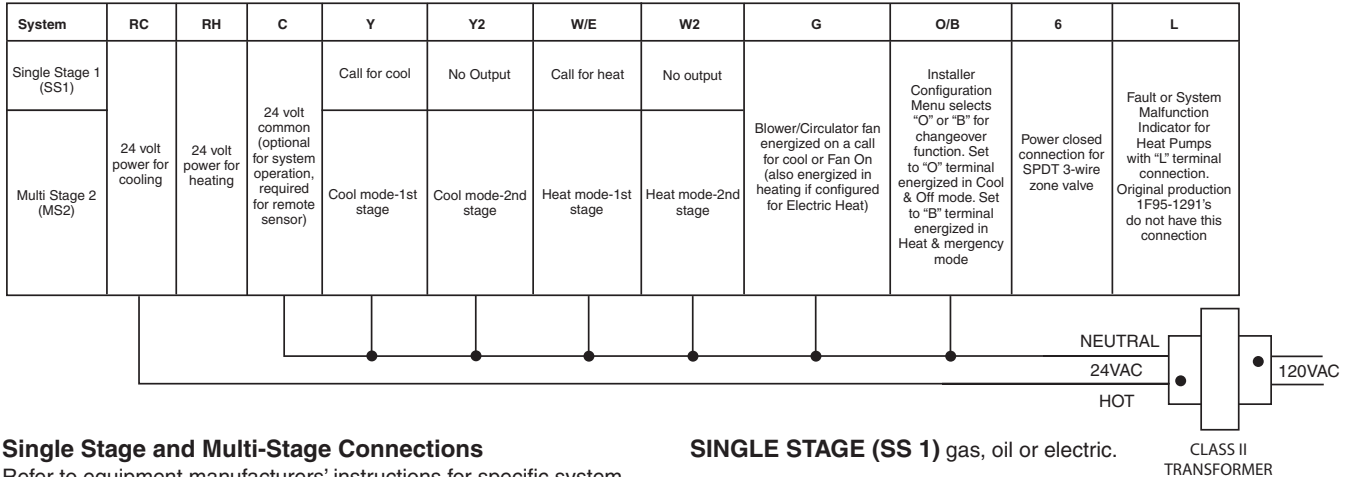 System RC RH C Y Y2 W/E W2 G O/B 6 L
Single Stage 1
(SS1)
Multi Stage 2
(MS2)
24 volt
power for
cooling
24 volt
power for
heating
24 volt
common
(optional
for system
operation,
required
for remote
sensor)
Call for cool
Cool mode-1st
stage
No Output
Cool mode-2nd
stage
Call for heat
Heat mode-1st
stage
No output
Heat mode-2nd
stage
Blower/Circulator fan
energized on a call
for cool or Fan On
(also energized in
heating if configured
for Electric Heat)
Installer
Configuration
Menu selects
“O” or “B” for
changeover
function. Set
to “O” terminal
energized in Cool
& Off mode. Set
to “B” terminal
energized in
Heat & mergency
mode
Power closed
connection for
SPDT 3-wire
zone valve
Fault or System
Malfunction
Indicator for
Heat Pumps
with “L” terminal
connection.
Original production
1F95-1291’s
do not have this
connection
NEUTRAL
24VAC
HOT
120VAC
CLASS II
TRANSFORMER
Single Stage and Multi-Stage Connections
Refer to equipment manufacturers’ instructions for specific system
SINGLE STAGE (SS 1) gas, oil or electric.